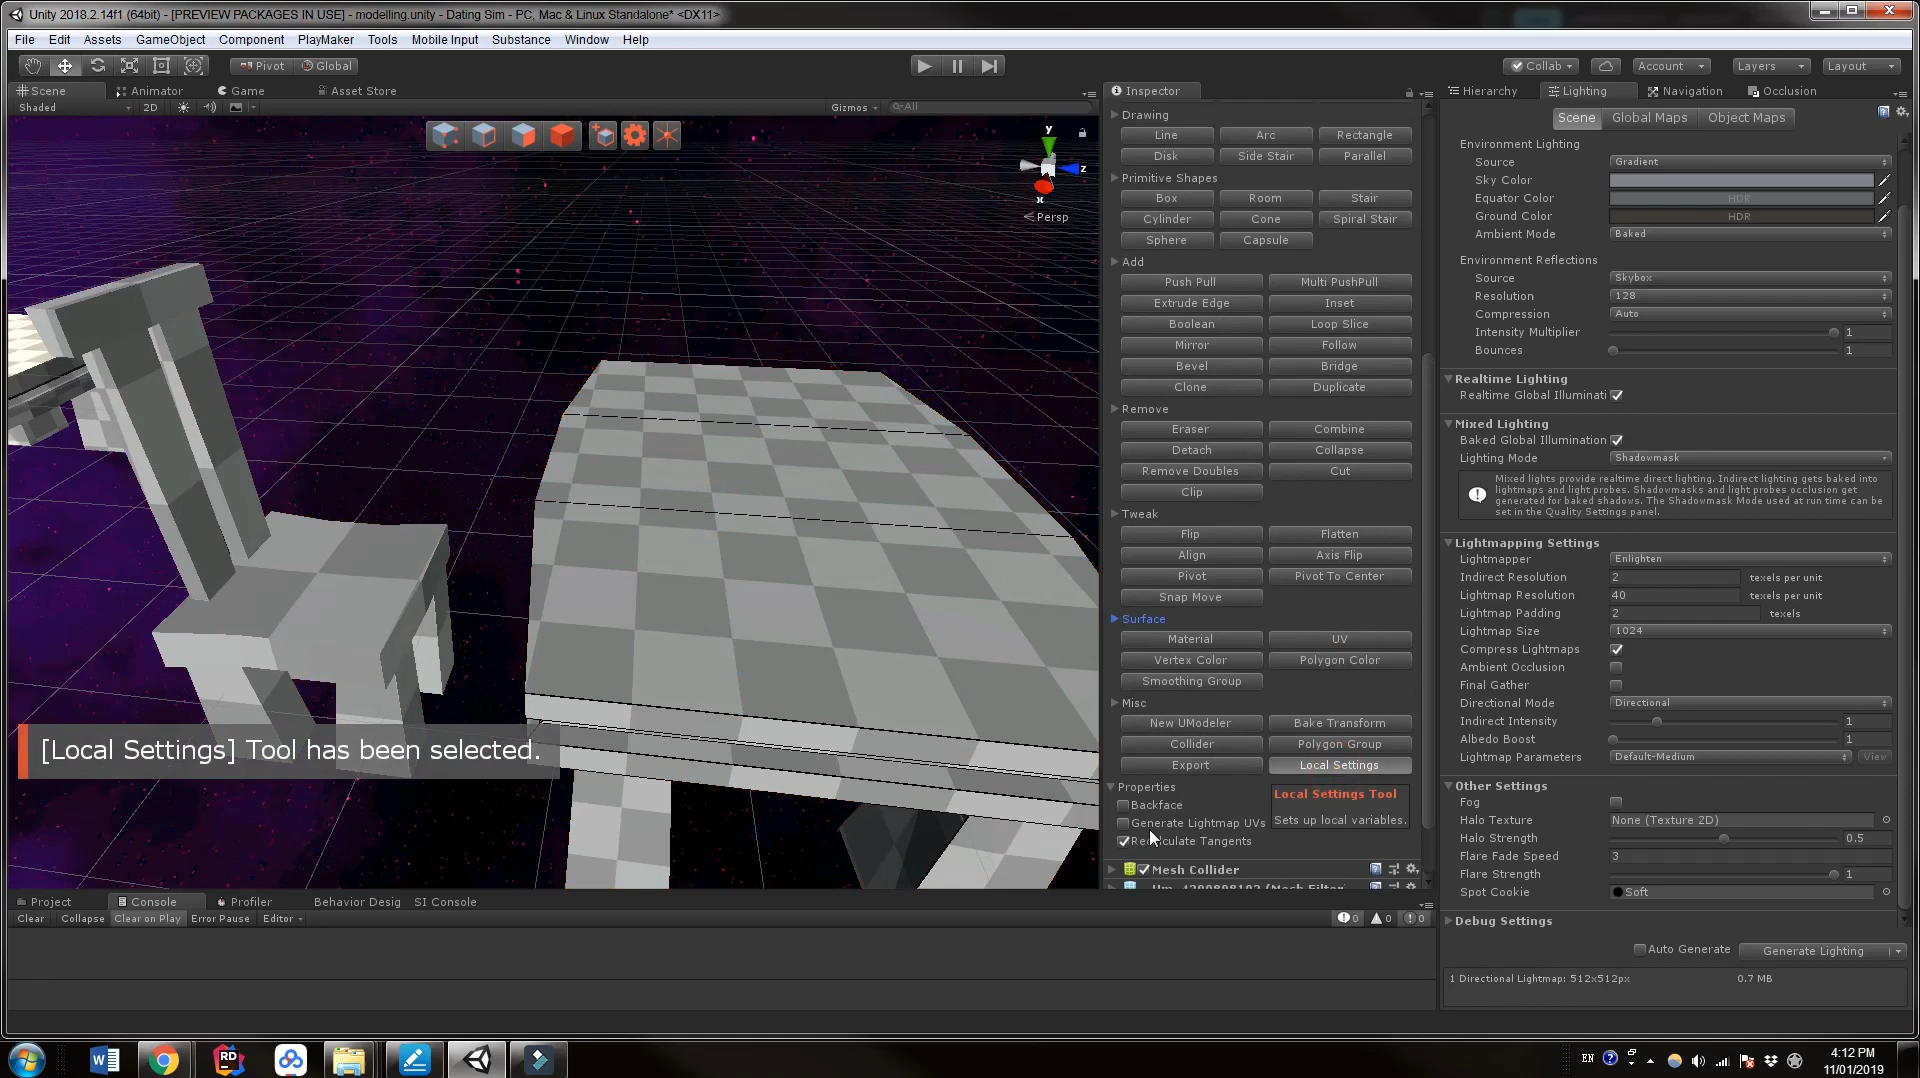 Unity 2018.2.14f1 (64bit) - [PREVIEW PACKAGES IN USE] - modelling.unity - Dating Sim - PC, Mac & Linux Standalone* <DX11>
File Edit Assets GameObject Component PlayMaker Tools Mobile Input Substance Window Help
Pivot Global Collab Account Layers Layout
Scene Animator Game Asset Store
Shaded 2D Gizmos All
y
z
x
Persp
Inspector
Drawing
Line Arc Rectangle
Disk Side Stair Parallel
Primitive Shapes
Box Room Stair
Cylinder Cone Spiral Stair
Sphere Capsule
Add
Push Pull Multi PushPull
Extrude Edge Inset
Boolean Loop Slice
Mirror Follow
Bevel Bridge
Clone Duplicate
Remove
Eraser Combine
Detach Collapse
Remove Doubles Cut
Clip
Tweak
Flip Flatten
Align Axis Flip
Pivot Pivot To Center
Snap Move
Surface
Material UV
Vertex Color Polygon Color
Smoothing Group
Misc
New UModeler Bake Transform
Collider Polygon Group
Export Local Settings
Properties
Backface
Generate Lightmap UVs
Recalculate Tangents
Local Settings Tool
Sets up local variables.
Mesh Collider
[Local Settings] Tool has been selected.
Hierarchy Lighting Navigation Occlusion
Scene Global Maps Object Maps
Environment Lighting
Source Gradient
Sky Color
Equator Color HDR
Ground Color HDR
Ambient Mode Baked
Environment Reflections
Source Skybox
Resolution 128
Compression Auto
Intensity Multiplier 1
Bounces 1
Realtime Lighting
Realtime Global Illuminati
Mixed Lighting
Baked Global Illumination
Lighting Mode Shadowmask
Mixed lights provide realtime direct lighting. Indirect lighting gets baked into
lightmaps and light probes. Shadowmasks and light probes occlusion get
generated for baked shadows. The Shadowmask Mode used at run time can be
set in the Quality Settings panel.
Lightmapping Settings
Lightmapper Enlighten
Indirect Resolution 2 texels per unit
Lightmap Resolution 40 texels per unit
Lightmap Padding 2 texels
Lightmap Size 1024
Compress Lightmaps
Ambient Occlusion
Final Gather
Directional Mode Directional
Indirect Intensity 1
Albedo Boost 1
Lightmap Parameters Default-Medium View
Other Settings
Fog
Halo Texture None (Texture 2D)
Halo Strength 0.5
Flare Fade Speed 3
Flare Strength 1
Spot Cookie Soft
Debug Settings
Auto Generate Generate Lighting
1 Directional Lightmap: 512x512px 0.7 MB
Project Console Profiler Behavior Desig SI Console
Clear Collapse Clear on Play Error Pause Editor 0 0 0
W RD EN
4:12 PM
11/01/2019